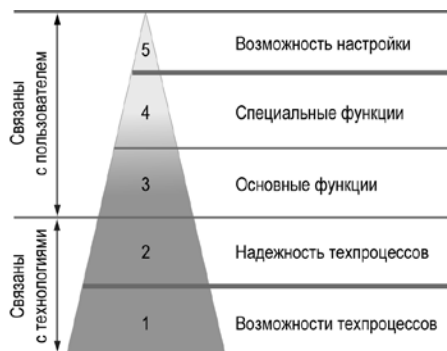 Связаны
с пользователем
5
Возможность настройки
4
Специальные функции
3
Основные функции
Связаны
с технологиями
2
Надежность техпроцессов
1
Возможности техпроцессов